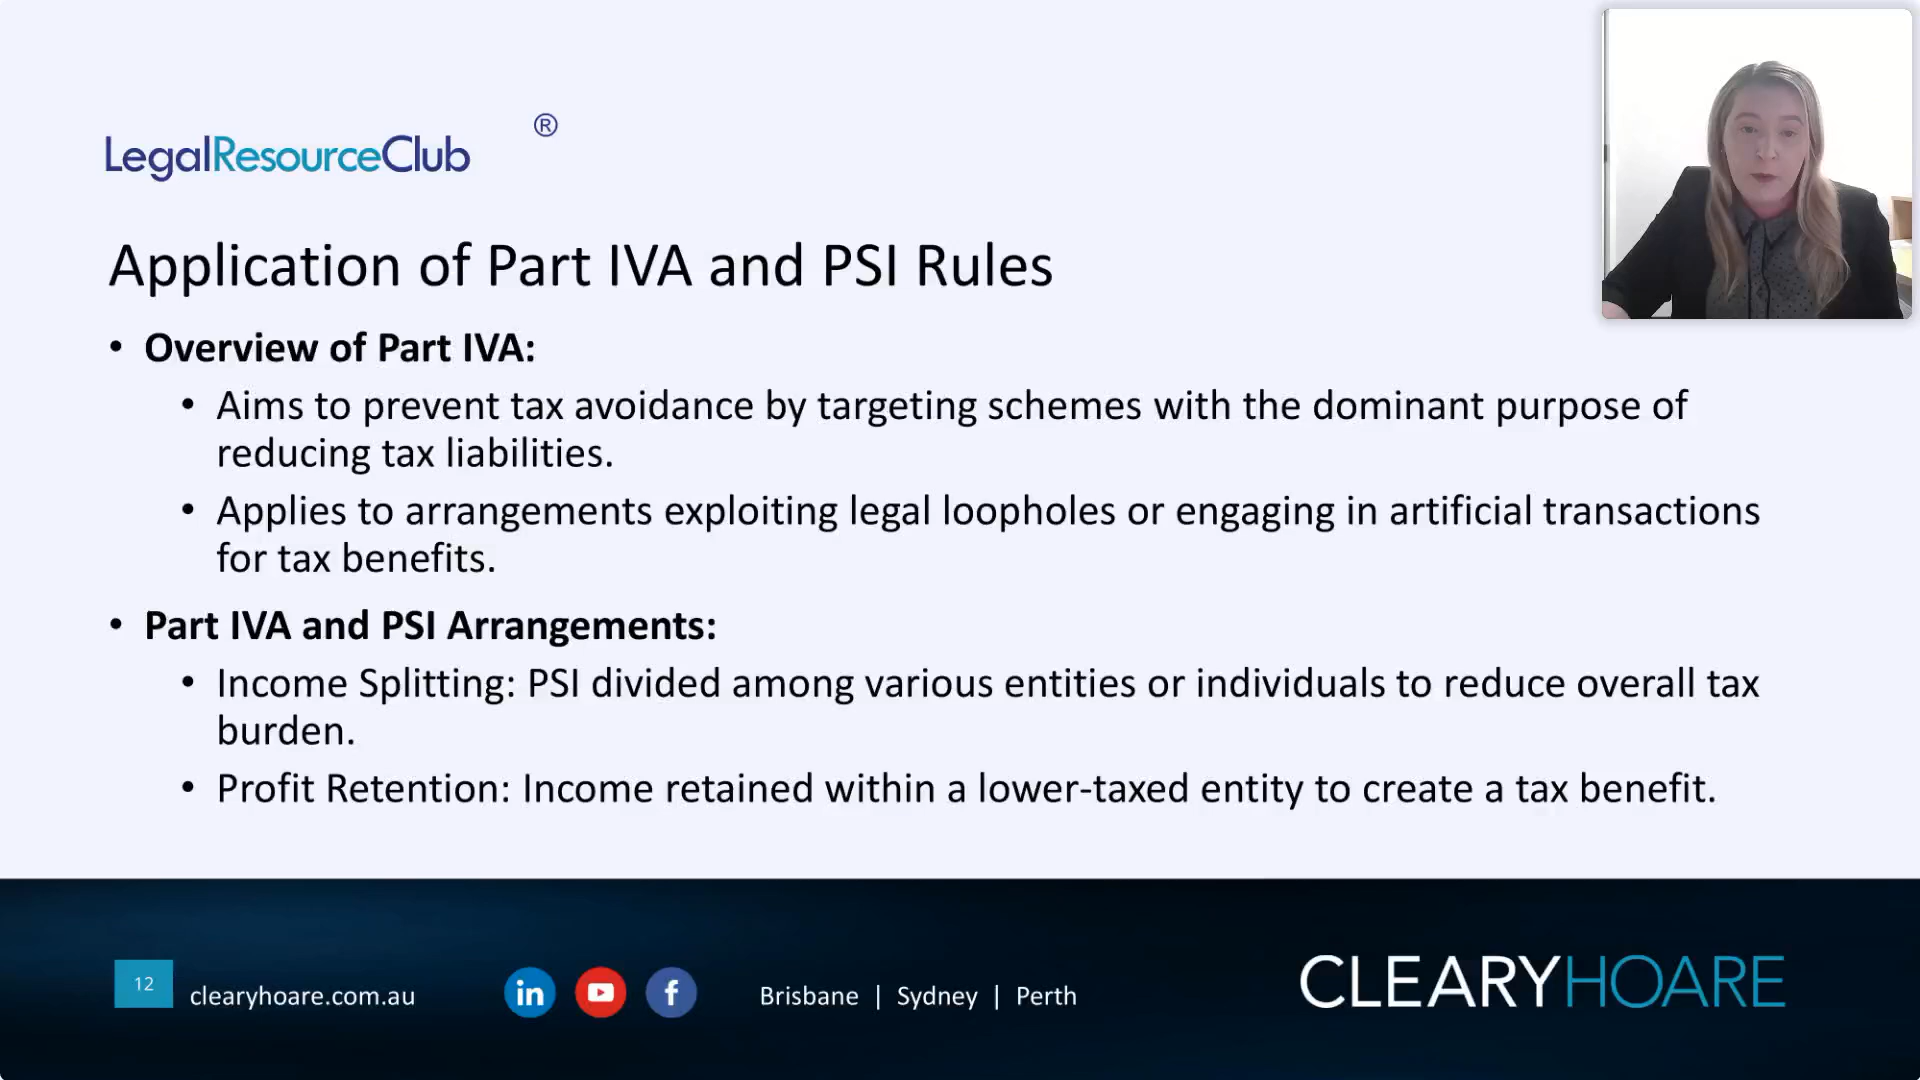 LegalResourceClub ®
Application of Part IVA and PSI Rules
• Overview of Part IVA:
• Aims to prevent tax avoidance by targeting schemes with the dominant purpose of
reducing tax liabilities.
• Applies to arrangements exploiting legal loopholes or engaging in artificial transactions
for tax benefits.
• Part IVA and PSI Arrangements:
• Income Splitting: PSI divided among various entities or individuals to reduce overall tax
burden.
• Profit Retention: Income retained within a lower-taxed entity to create a tax benefit.
12 clearyhoare.com.au in f Brisbane | Sydney | Perth CLEARYHOARE